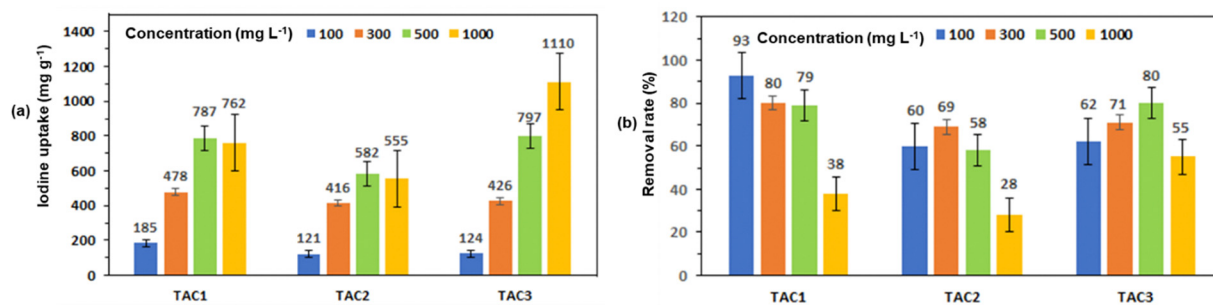 (a)
Iodine uptake (mg g⁻¹)
Concentration (mg L⁻¹) 100 300 500 1000
1400
1200
1000
800
600
400
200
0
185 478 787 762
121 416 582 555
124 426 797 1110
TAC1 TAC2 TAC3
(b)
Removal rate (%)
Concentration (mg L⁻¹) 100 300 500 1000
120
100
80
60
40
20
0
93 80 79 38
60 69 58 28
62 71 80 55
TAC1 TAC2 TAC3